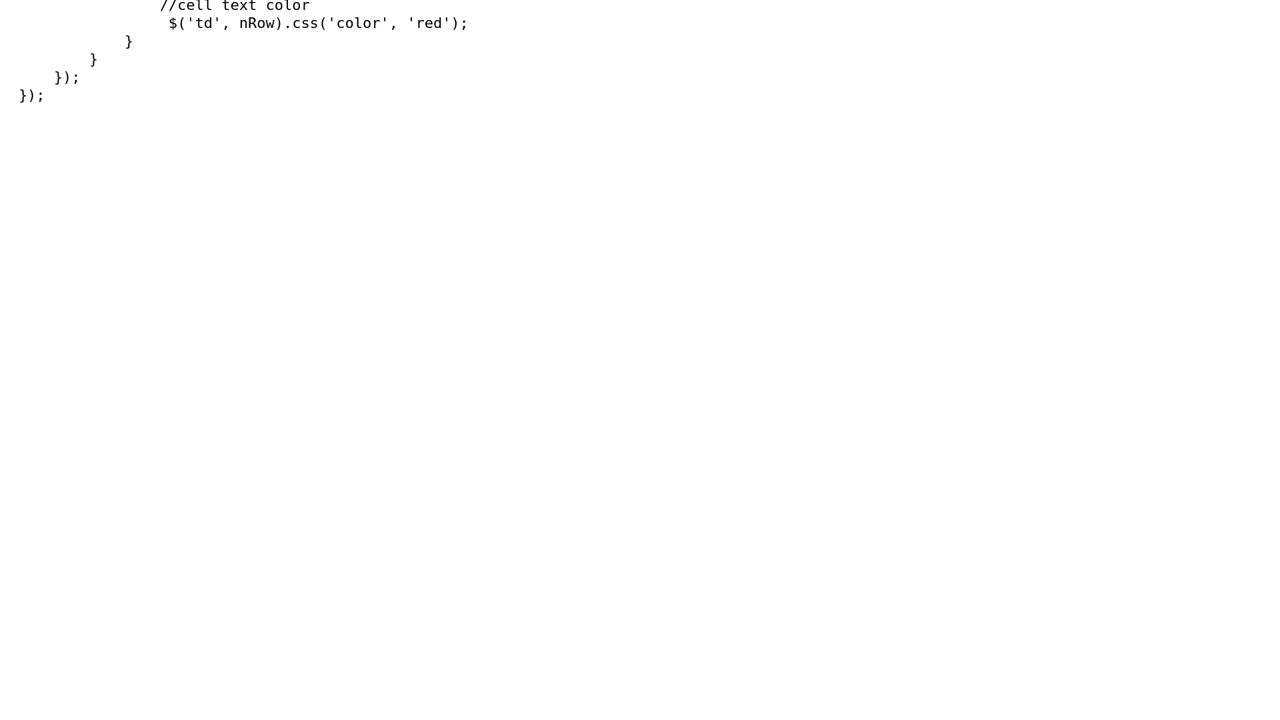 //cell text color
$('td', nRow).css('color', 'red');
}
}
});
});